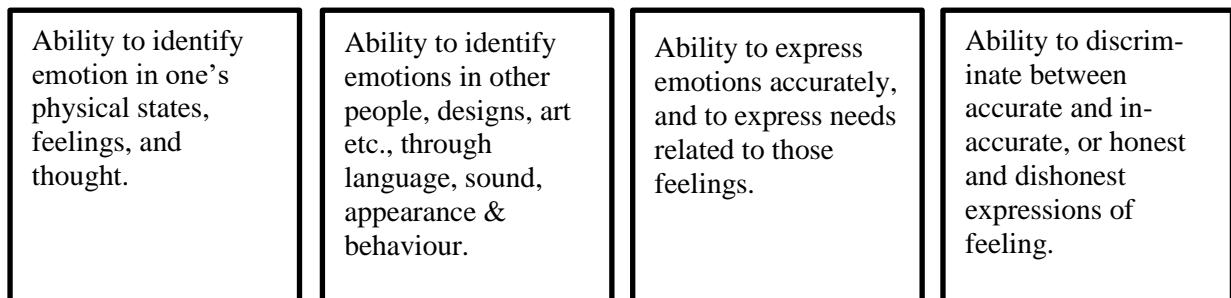 Ability to identify
emotion in one’s
physical states,
feelings, and
thought.
Ability to identify
emotions in other
people, designs, art
etc., through
language, sound,
appearance &
behaviour.
Ability to express
emotions accurately,
and to express needs
related to those
feelings.
Ability to discrim-
inate between
accurate and in-
accurate, or honest
and dishonest
expressions of
feeling.